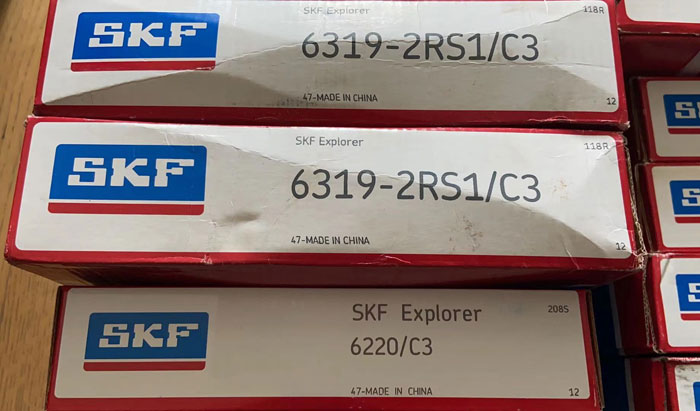 SKF
SKF Explorer
118R
6319-2RS1/C3
47-MADE IN CHINA
12
SKF
SKF Explorer
118R
6319-2RS1/C3
47-MADE IN CHINA
12
SKF
SKF Explorer
208S
6220/C3
47-MADE IN CHINA
12